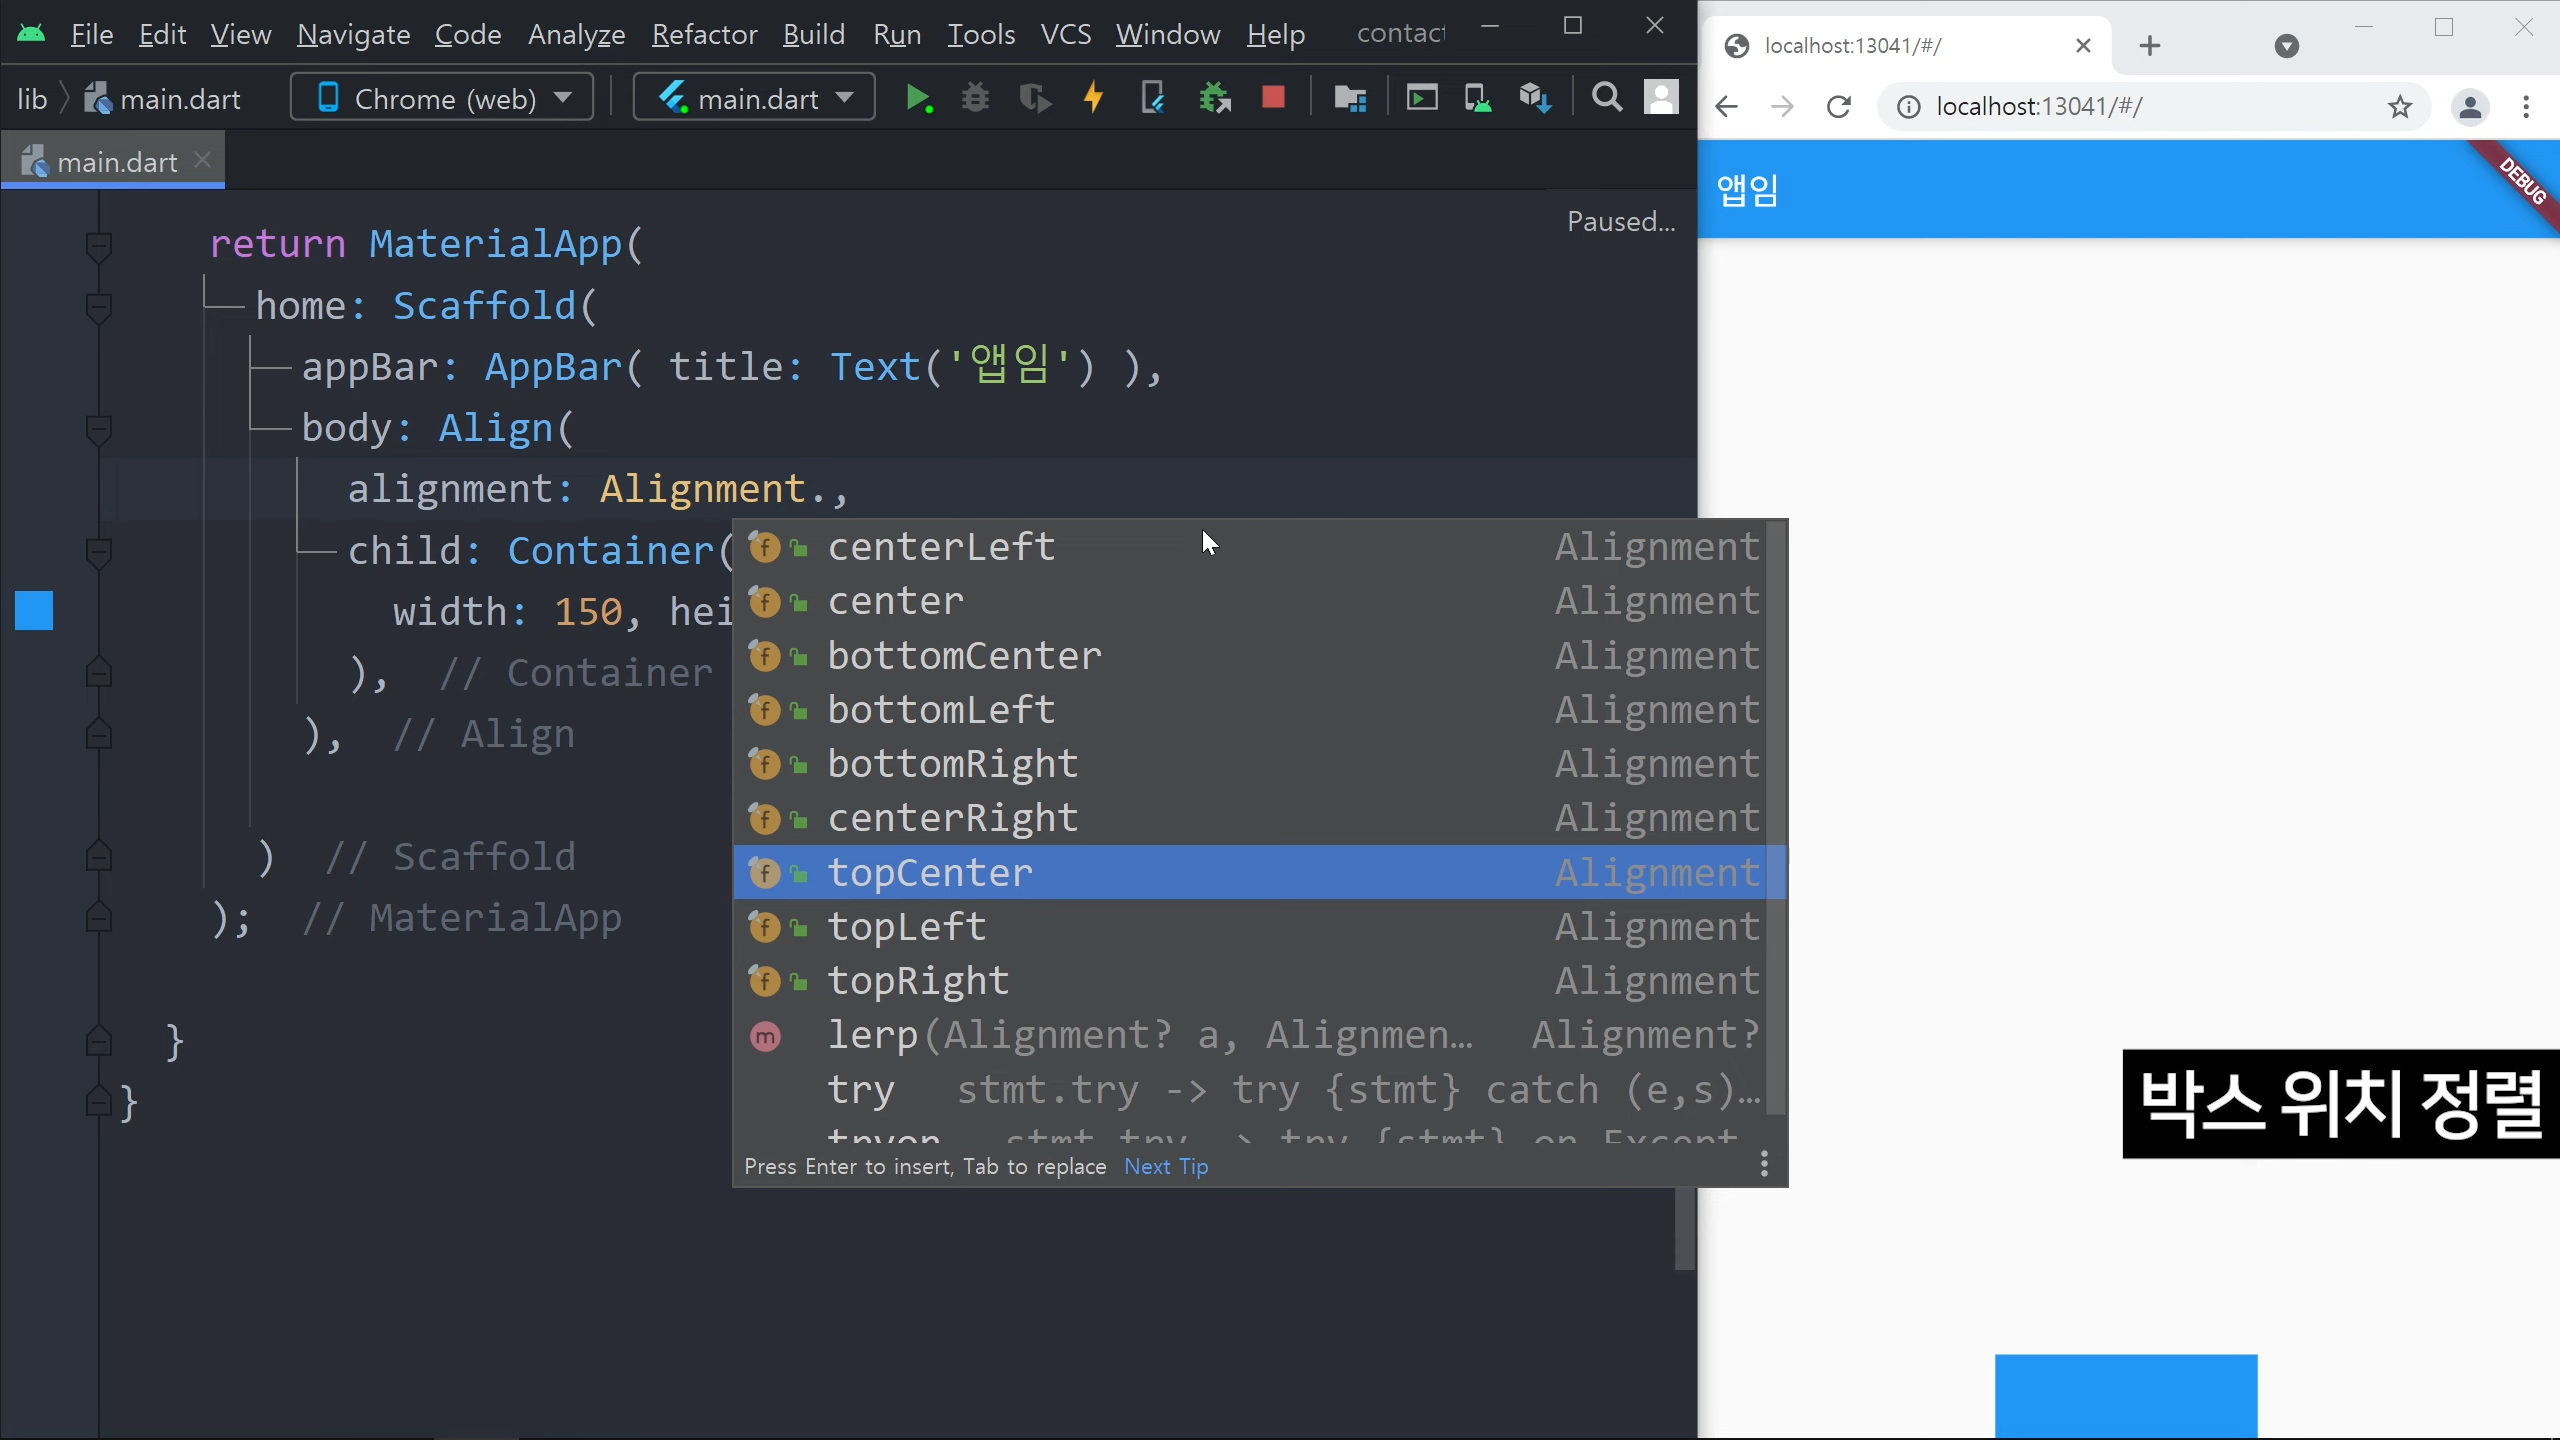 File Edit View Navigate Code Analyze Refactor Build Run Tools VCS Window Help contact
lib main.dart Chrome (web) main.dart
main.dart
Paused...
return MaterialApp(
home: Scaffold(
appBar: AppBar( title: Text('앱임') ),
body: Align(
alignment: Alignment.,
child: Container(
width: 150, hei
), // Container
), // Align
) // Scaffold
); // MaterialApp
}
}
centerLeft Alignment
center Alignment
bottomCenter Alignment
bottomLeft Alignment
bottomRight Alignment
centerRight Alignment
topCenter Alignment
topLeft Alignment
topRight Alignment
lerp(Alignment? a, Alignmen... Alignment?
try stmt.try -> try {stmt} catch (e,s)...
Press Enter to insert, Tab to replace Next Tip
localhost:13041/#/
localhost:13041/#/
앱임
DEBUG
박스 위치 정렬